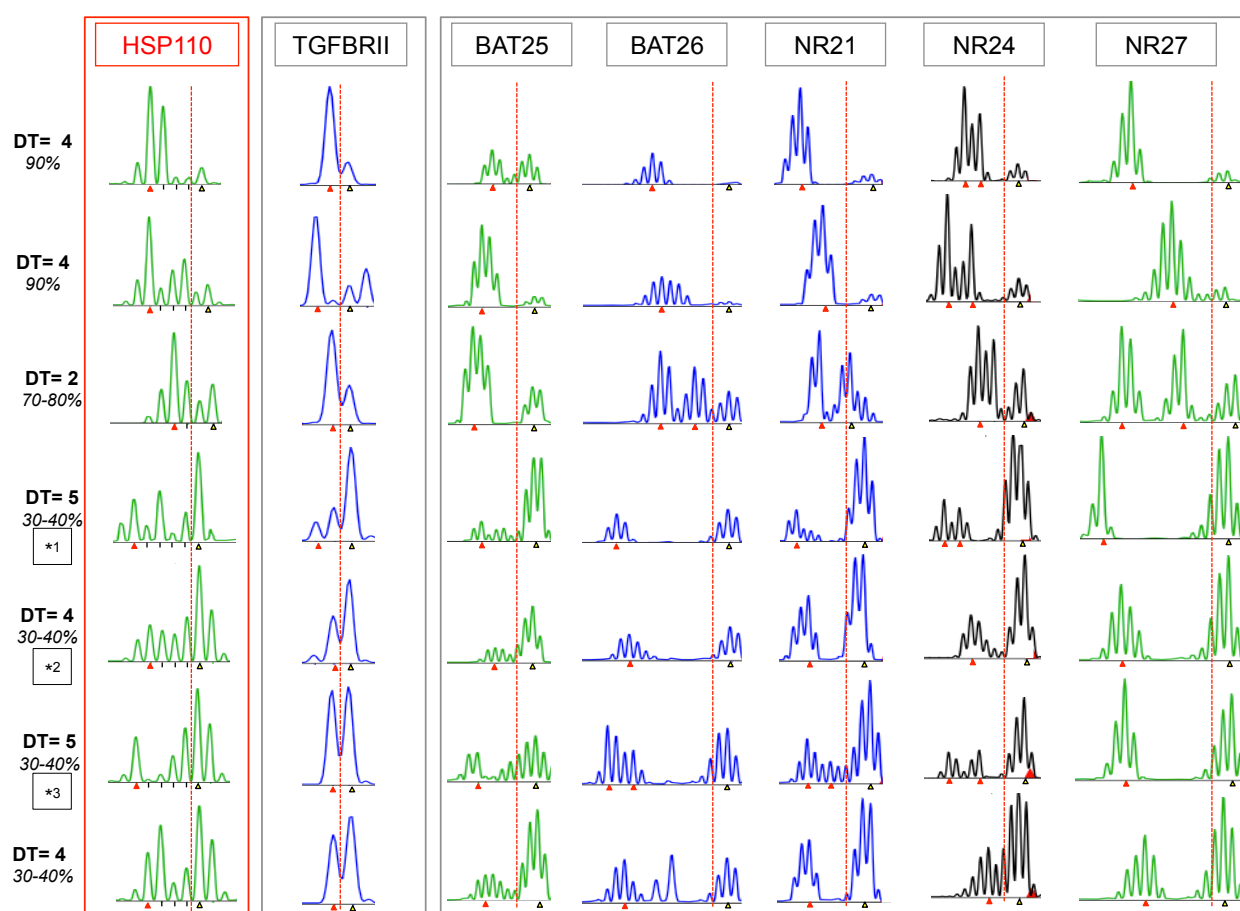 HSP110 TGFBRII BAT25 BAT26 NR21 NR24 NR27
DT= 4
90%
DT= 4
90%
DT= 2
70-80%
DT= 5
30-40%
*1
DT= 4
30-40%
*2
DT= 5
30-40%
*3
DT= 4
30-40%